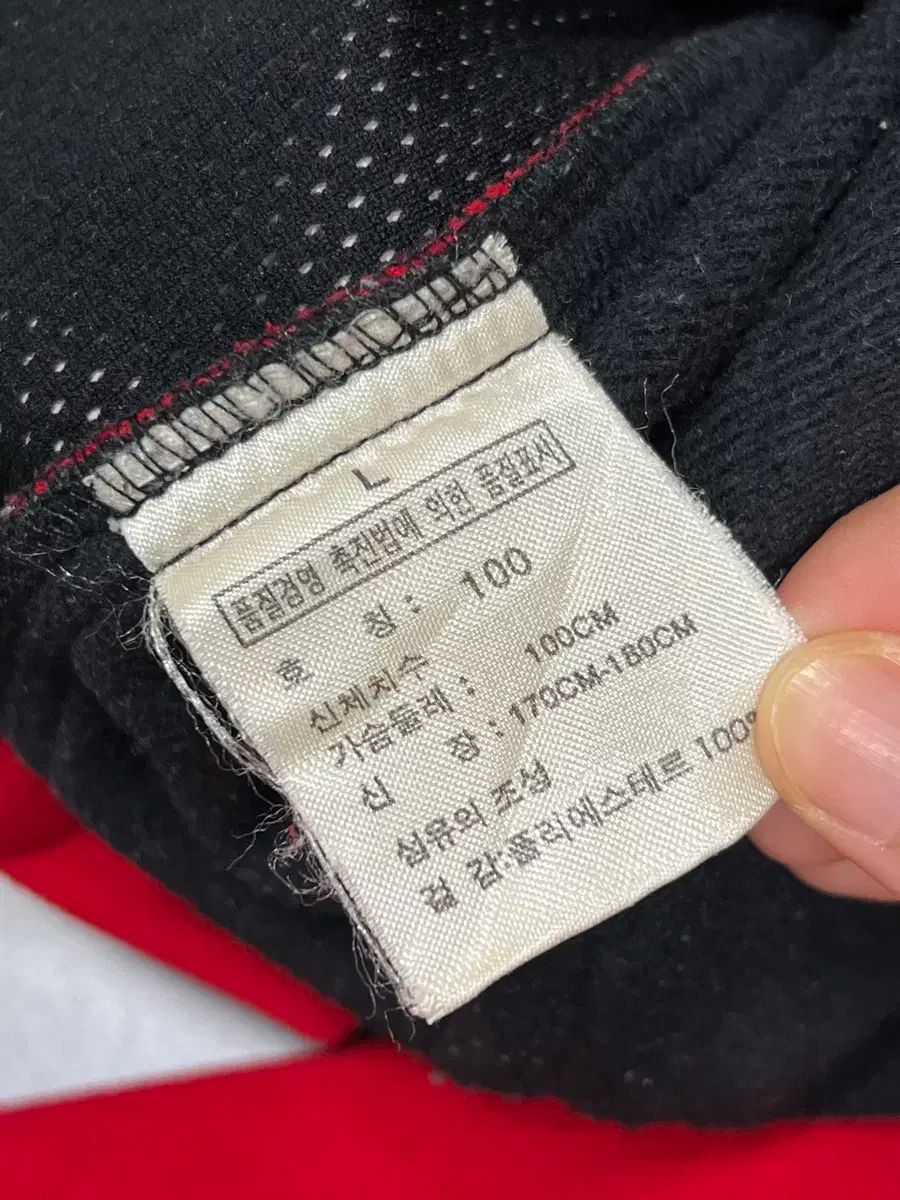 L
품질경영 촉진법에 의한 품질표시
호 칭 : 100
신체치수
가슴둘레 : 100CM
신 장 : 170CM-180CM
섬유의 조성
겉 감:폴리에스테르 100%